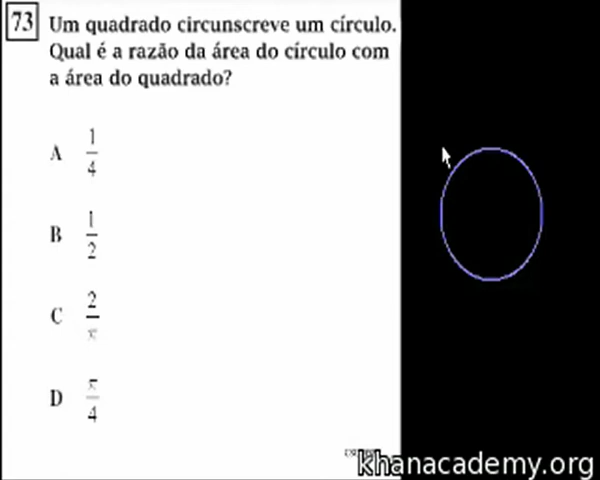 73 Um quadrado circunscreve um círculo.
Qual é a razão da área do círculo com
a área do quadrado?
A 1/4
B 1/2
C 2/π
D π/4
khanacademy.org